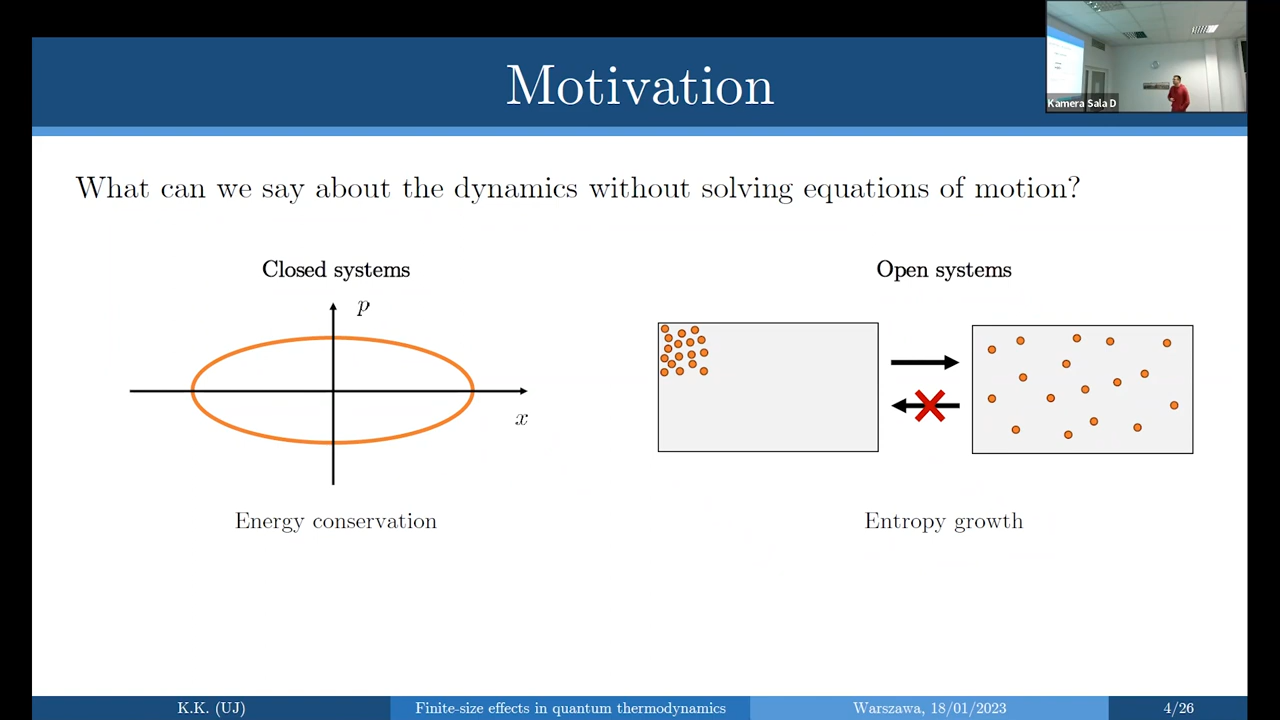 Motivation
Kamera Sala D
What can we say about the dynamics without solving equations of motion?
Closed systems
Open systems
p
x
Energy conservation
Entropy growth
K.K. (UJ)
Finite-size effects in quantum thermodynamics
Warszawa, 18/01/2023
4/26